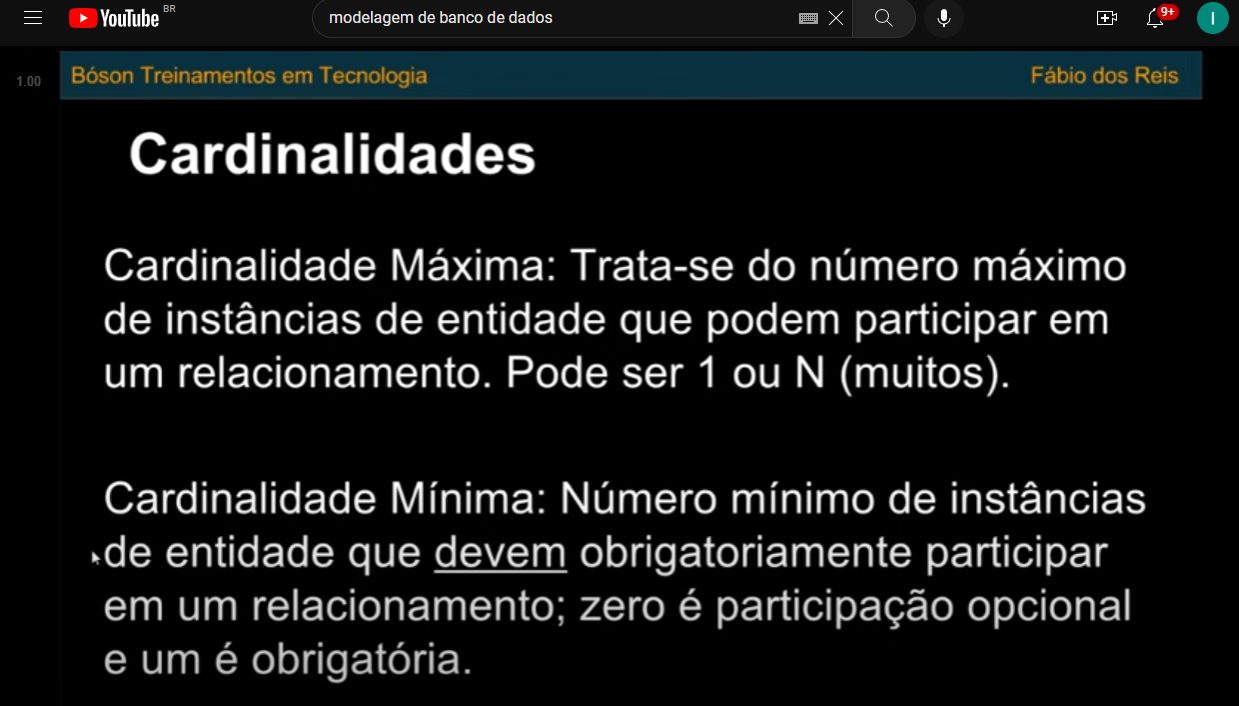 YouTube BR
modelagem de banco de dados
9+
I
1.00
Bóson Treinamentos em Tecnologia
Fábio dos Reis
Cardinalidades
Cardinalidade Máxima: Trata-se do número máximo
de instâncias de entidade que podem participar em
um relacionamento. Pode ser 1 ou N (muitos).
Cardinalidade Mínima: Número mínimo de instâncias
de entidade que devem obrigatoriamente participar
em um relacionamento; zero é participação opcional
e um é obrigatória.